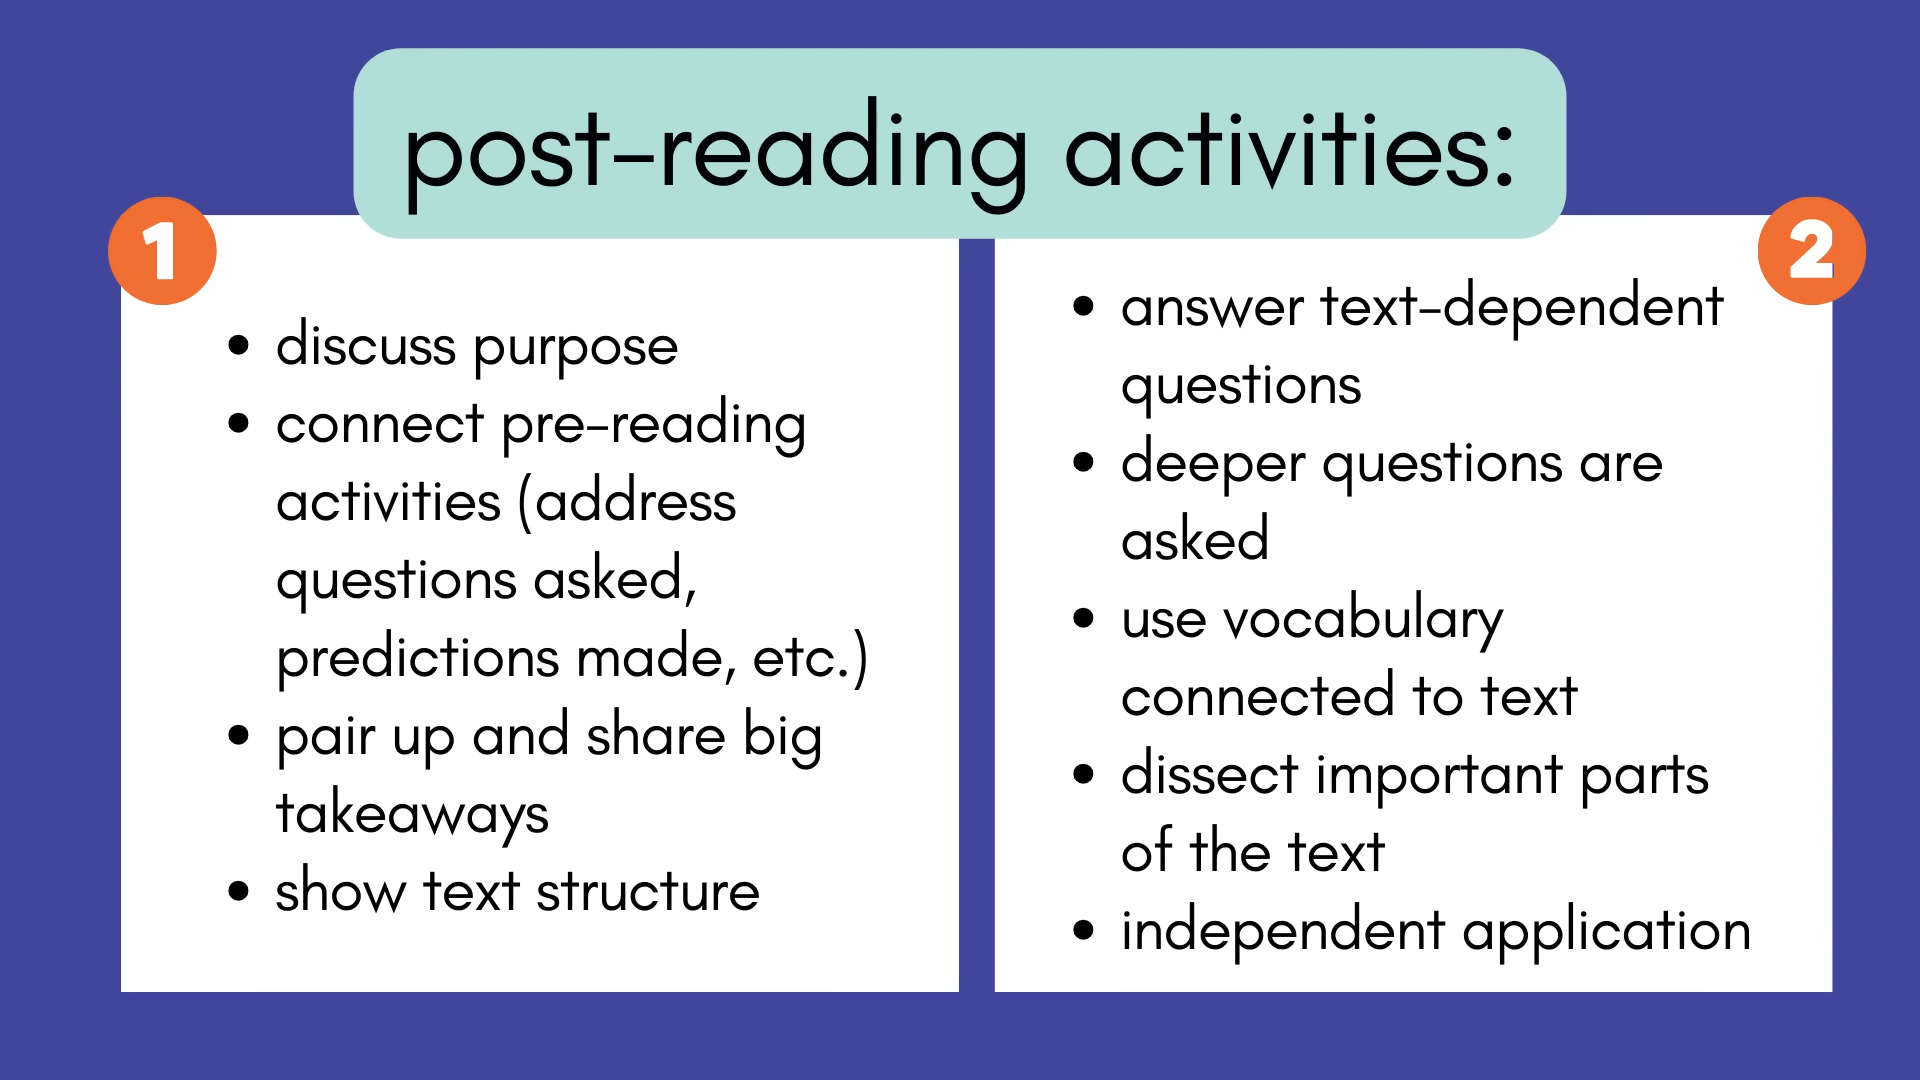 post-reading activities:
1
• discuss purpose
• connect pre-reading
activities (address
questions asked,
predictions made, etc.)
• pair up and share big
takeaways
• show text structure
2
• answer text-dependent
questions
• deeper questions are
asked
• use vocabulary
connected to text
• dissect important parts
of the text
• independent application